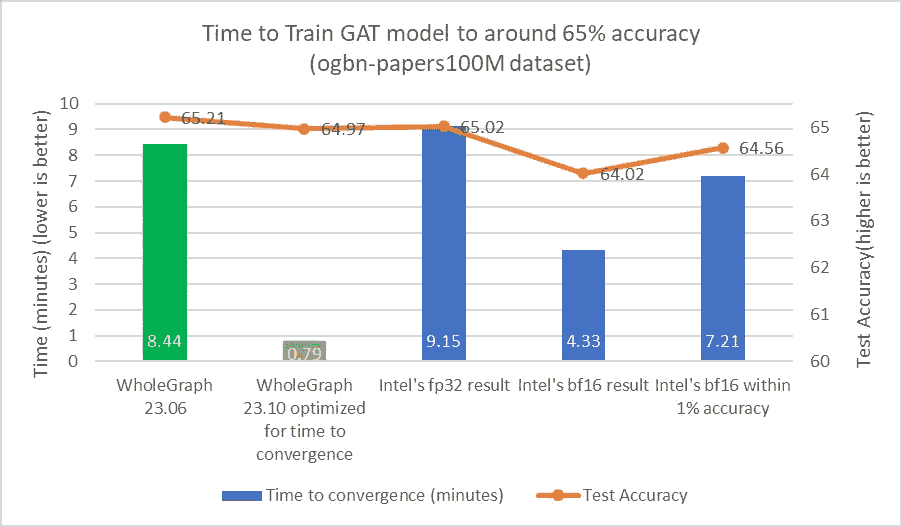 Time to Train GAT model to around 65% accuracy
(ogbn-papers100M dataset)
Time (minutes) (lower is better)
10
9
8
7
6
5
4
3
2
1
0
65.21
64.97
65.02
64.02
64.56
8.44
0.79
9.15
4.33
7.21
65
64
63
62
61
60
Test Accuracy(higher is better)
WholeGraph
23.06
WholeGraph
23.10 optimized
for time to
convergence
Intel's fp32 result
Intel's bf16 result
Intel's bf16 within
1% accuracy
Time to convergence (minutes)
Test Accuracy